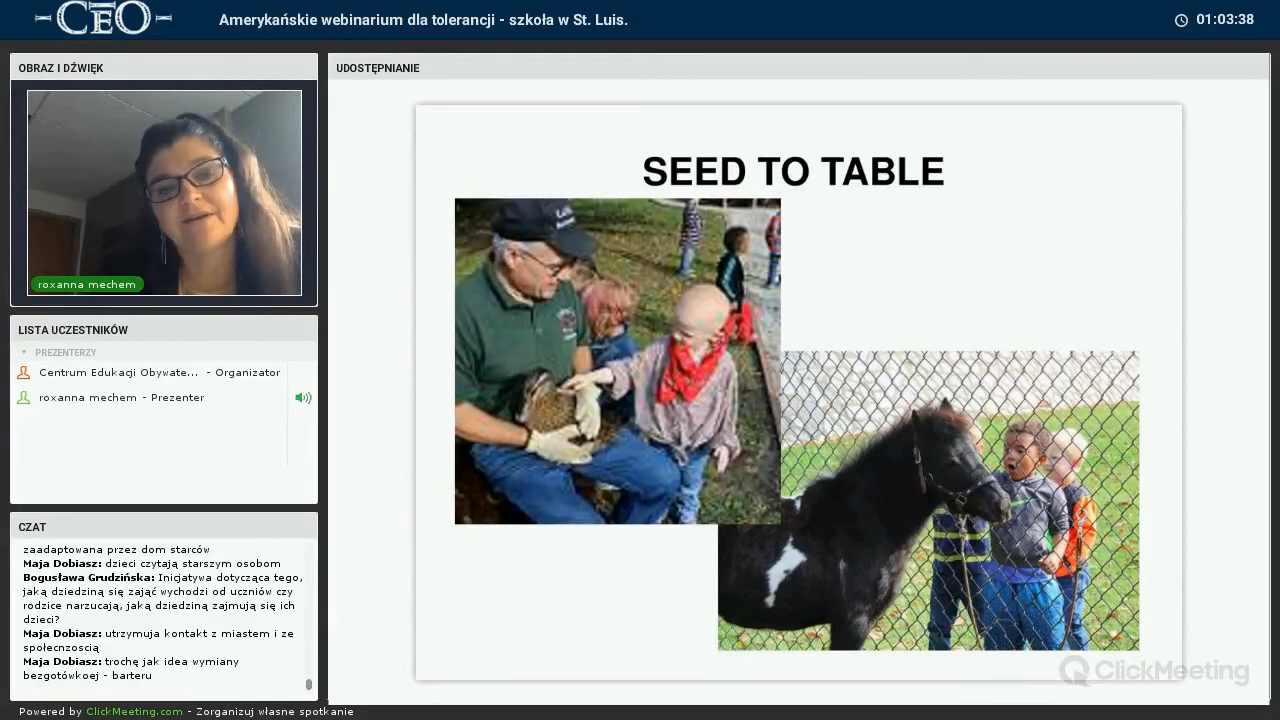 CEO
Amerykańskie webinarium dla tolerancji - szkoła w St. Luis.
01:03:38
OBRAZ I DŹWIĘK
roxanna mechem
LISTA UCZESTNIKÓW
PREZENTERZY
Centrum Edukacji Obywate... - Organizator
roxanna mechem - Prezenter
CZAT
zaadaptowana przez dom starców
Maja Dobiasz: dzieci czytają starszym osobom
Bogusława Grudzińska: Inicjatywa dotycząca tego,
jaką dziedziną się zająć wychodzi od uczniów czy
rodzice narzucają, jaką dziedziną zajmują się ich
dzieci?
Maja Dobiasz: utrzymuja kontakt z miastem i ze
społecznzoscią
Maja Dobiasz: trochę jak idea wymiany
bezgotówkoej - barteru
UDOSTĘPNIANIE
SEED TO TABLE
ClickMeeting
Powered by ClickMeeting.com - Zorganizuj własne spotkanie